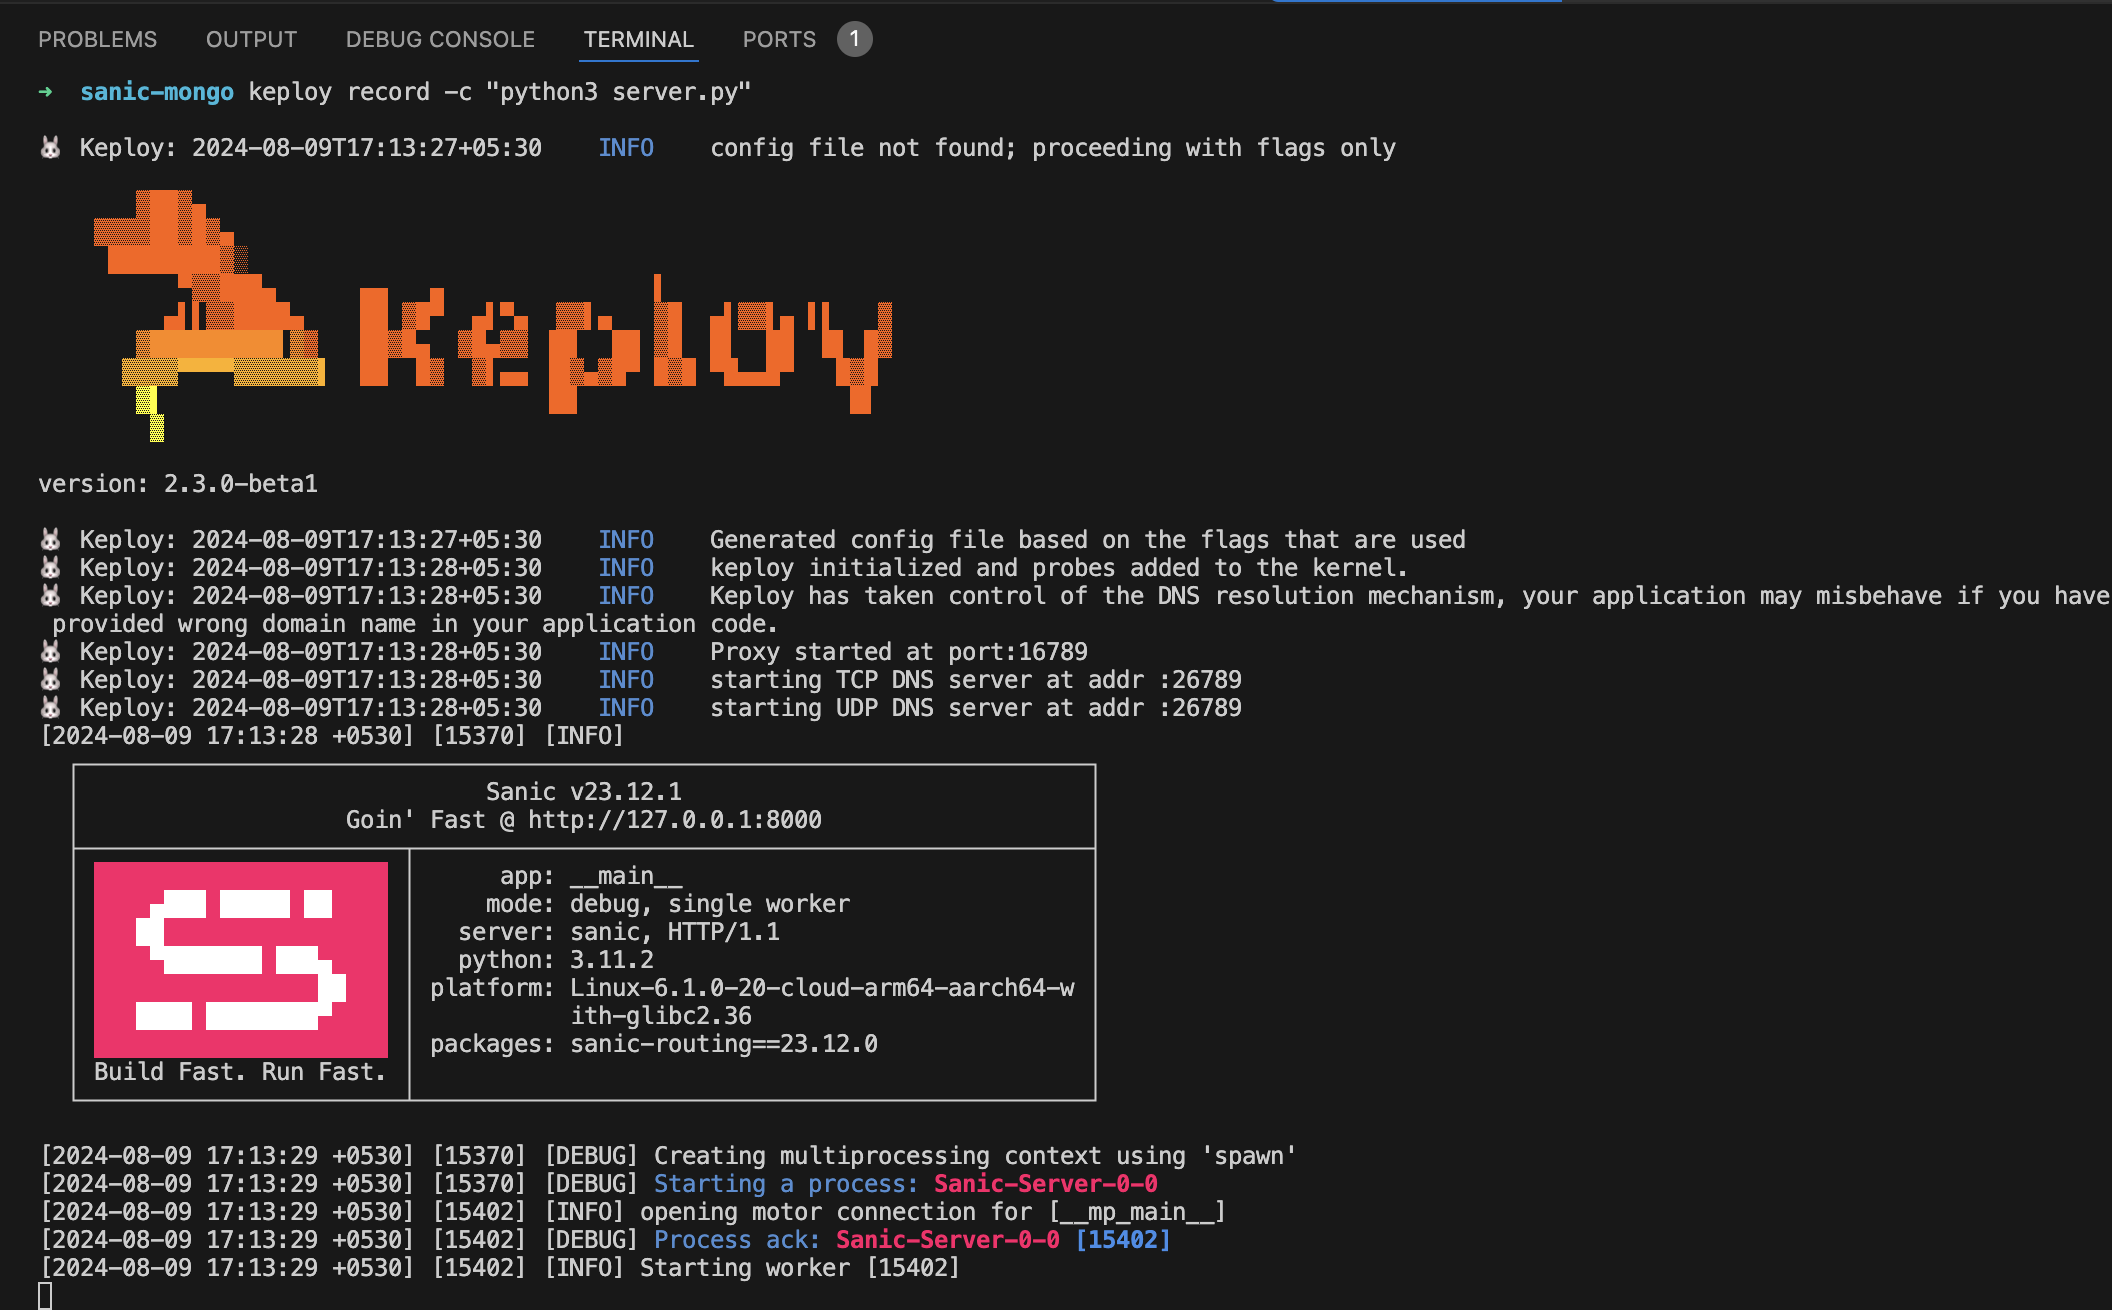 PROBLEMS OUTPUT DEBUG CONSOLE TERMINAL PORTS 1
➜ sanic-mongo keploy record -c "python3 server.py"
🐰 Keploy: 2024-08-09T17:13:27+05:30 INFO config file not found; proceeding with flags only
Keploy
version: 2.3.0-beta1
🐰 Keploy: 2024-08-09T17:13:27+05:30 INFO Generated config file based on the flags that are used
🐰 Keploy: 2024-08-09T17:13:28+05:30 INFO keploy initialized and probes added to the kernel.
🐰 Keploy: 2024-08-09T17:13:28+05:30 INFO Keploy has taken control of the DNS resolution mechanism, your application may misbehave if you have
provided wrong domain name in your application code.
🐰 Keploy: 2024-08-09T17:13:28+05:30 INFO Proxy started at port:16789
🐰 Keploy: 2024-08-09T17:13:28+05:30 INFO starting TCP DNS server at addr :26789
🐰 Keploy: 2024-08-09T17:13:28+05:30 INFO starting UDP DNS server at addr :26789
[2024-08-09 17:13:28 +0530] [15370] [INFO]
Sanic v23.12.1
Goin' Fast @ http://127.0.0.1:8000
app: __main__
mode: debug, single worker
server: sanic, HTTP/1.1
python: 3.11.2
platform: Linux-6.1.0-20-cloud-arm64-aarch64-w
ith-glibc2.36
packages: sanic-routing==23.12.0
Build Fast. Run Fast.
[2024-08-09 17:13:29 +0530] [15370] [DEBUG] Creating multiprocessing context using 'spawn'
[2024-08-09 17:13:29 +0530] [15370] [DEBUG] Starting a process: Sanic-Server-0-0
[2024-08-09 17:13:29 +0530] [15402] [INFO] opening motor connection for [__mp_main__]
[2024-08-09 17:13:29 +0530] [15402] [DEBUG] Process ack: Sanic-Server-0-0 [15402]
[2024-08-09 17:13:29 +0530] [15402] [INFO] Starting worker [15402]